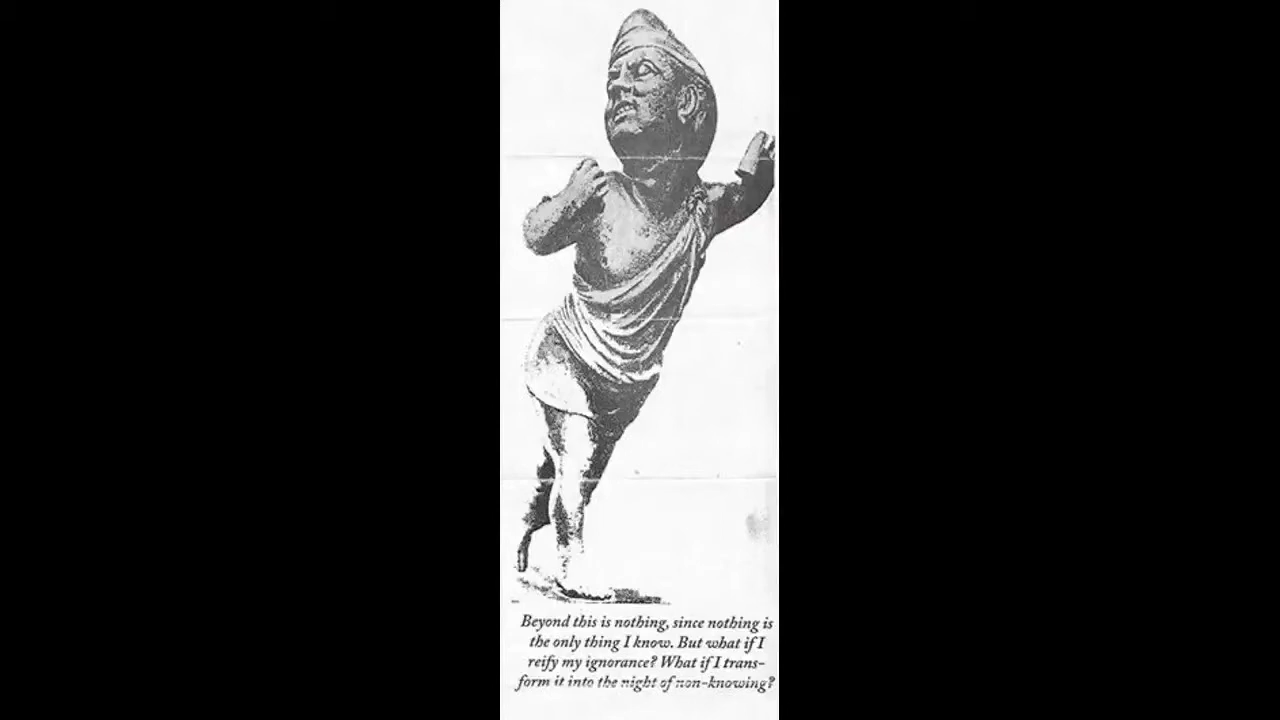 Beyond this is nothing, since nothing is
the only thing I know. But what if I
reify my ignorance? What if I trans-
form it into the night of non-knowing?